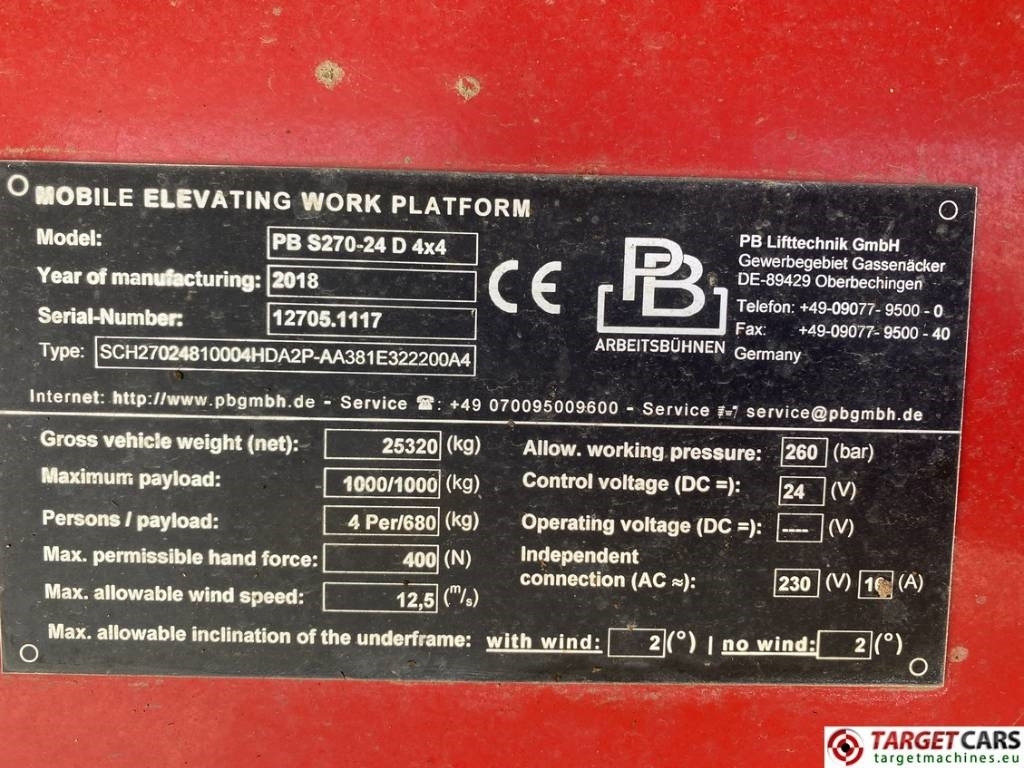 MOBILE ELEVATING WORK PLATFORM
Model: PB S270-24 D 4x4
Year of manufacturing: 2018
Serial-Number: 12705.1117
Type: SCH27024810004HDA2P-AA381E322200A4
CE
PB
ARBEITSBÜHNEN
PB Lifttechnik GmbH
Gewerbegebiet Gassenäcker
DE-89429 Oberbechingen
Telefon: +49-09077- 9500 - 0
Fax: +49-09077- 9500 - 40
Germany
Internet: http://www.pbgmbh.de - Service ☎: +49 070095009600 - Service service@pbgmbh.de
Gross vehicle weight (net): 25320 (kg)
Maximum payload: 1000/1000 (kg)
Persons / payload: 4 Per/680 (kg)
Max. permissible hand force: 400 (N)
Max. allowable wind speed: 12,5 (m/s)
Allow. working pressure: 260 (bar)
Control voltage (DC =): 24 (V)
Operating voltage (DC =): ---- (V)
Independent
connection (AC ≈): 230 (V) (A)
Max. allowable inclination of the underframe: with wind: 2 (°) | no wind: 2 (°)
TARGETCARS
targetmachines.eu